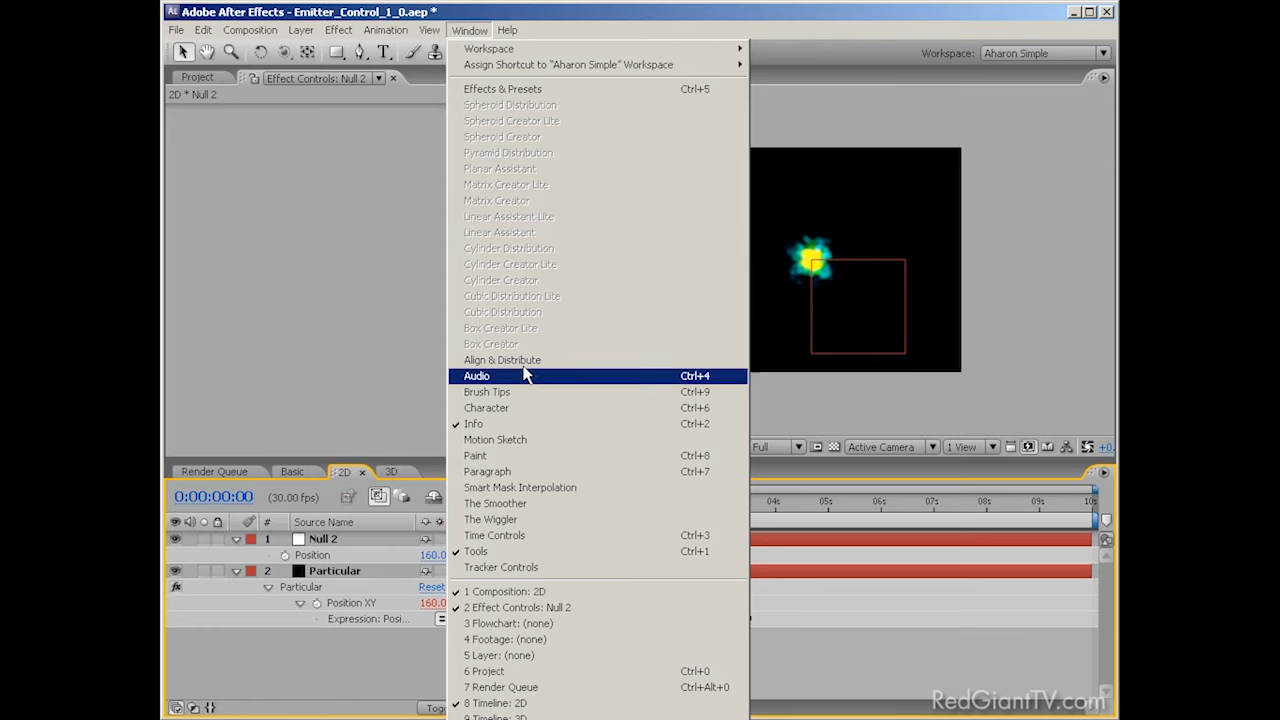 Adobe After Effects - Emitter_Control_1_0.aep *
File Edit Composition Layer Effect Animation View Window Help
Workspace: Aharon Simple
Project Effect Controls: Null 2
2D * Null 2
Workspace
Assign Shortcut to "Aharon Simple" Workspace
Effects & Presets Ctrl+5
Spheroid Distribution
Spheroid Creator Lite
Spheroid Creator
Pyramid Distribution
Planar Assistant
Matrix Creator Lite
Matrix Creator
Linear Assistant Lite
Linear Assistant
Cylinder Distribution
Cylinder Creator Lite
Cylinder Creator
Cubic Distribution Lite
Cubic Distribution
Box Creator Lite
Box Creator
Align & Distribute
Audio Ctrl+4
Brush Tips Ctrl+9
Character Ctrl+6
Info Ctrl+2
Motion Sketch
Paint Ctrl+8
Paragraph Ctrl+7
Smart Mask Interpolation
The Smoother
The Wiggler
Time Controls Ctrl+3
Tools Ctrl+1
Tracker Controls
1 Composition: 2D
2 Effect Controls: Null 2
3 Flowchart: (none)
4 Footage: (none)
5 Layer: (none)
6 Project Ctrl+0
7 Render Queue Ctrl+Alt+0
8 Timeline: 2D
9 Timeline: 3D
Full Active Camera 1 View +0
Render Queue Basic 2D 3D
0:00:00:00 (30.00 fps)
04s 05s 06s 07s 08s 09s 10s
# Source Name
1 Null 2
Position 160.0
2 Particular
Particular Reset
Position XY 160.0
Expression: Posi...
Togg
RedGiantTV.com